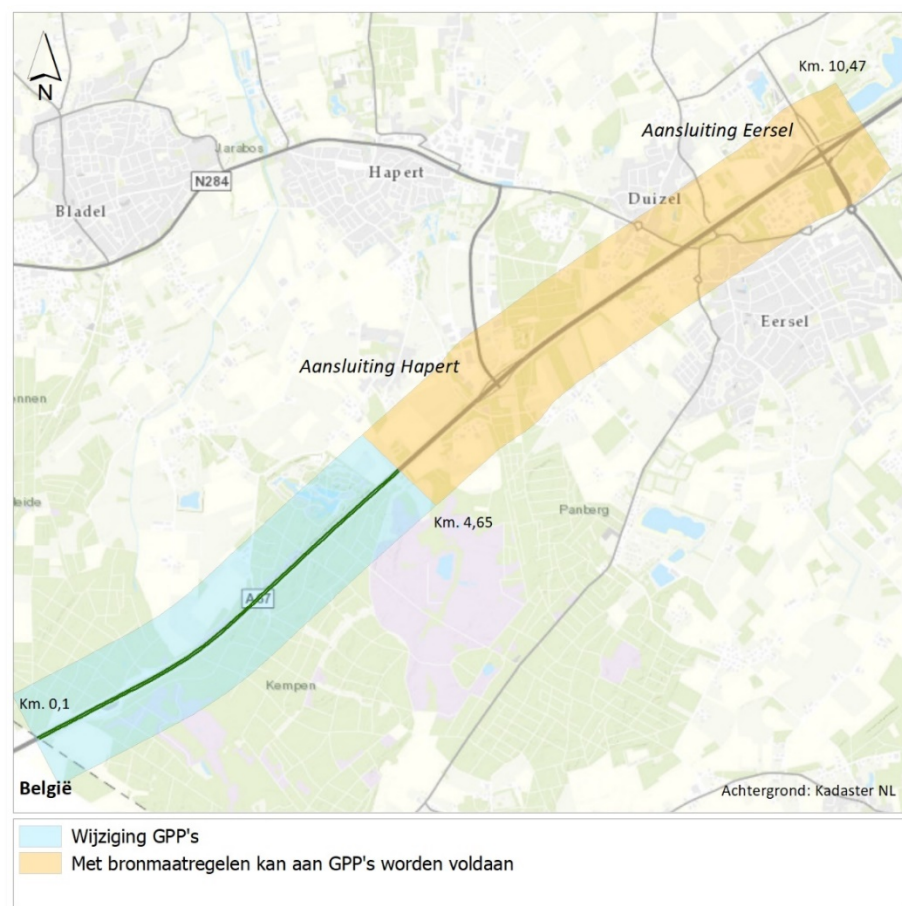 N
Km. 10,47
Aansluiting Eersel
Jarabos
Hapert
N284
Duizel
Bladel
Eersel
Aansluiting Hapert
Panberg
Km. 4,65
Kempen
Km. 0,1
België
Achtergrond: Kadaster NL
Wijziging GPP's
Met bronmaatregelen kan aan GPP's worden voldaan